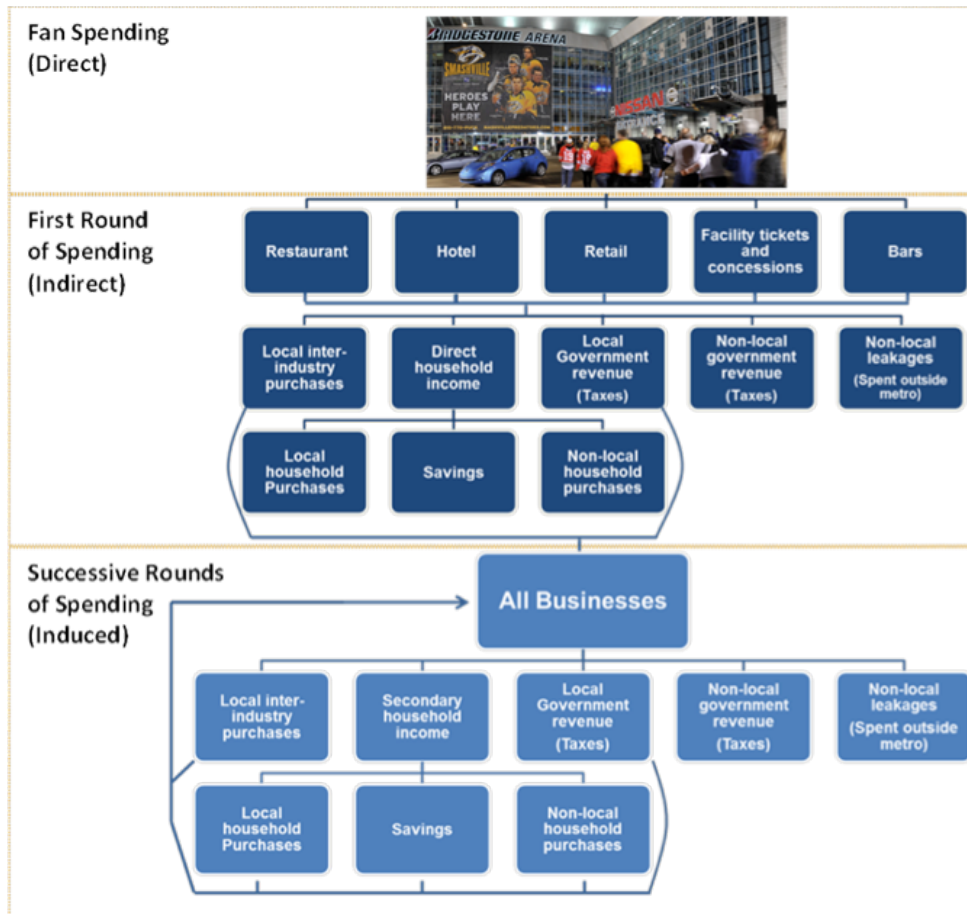 Fan Spending
(Direct)
BRIDGESTONE ARENA
SMASHVILLE
HEROES
PLAY
HERE
NISSAN
First Round
of Spending
(Indirect)
Restaurant
Hotel
Retail
Facility tickets
and
concessions
Bars
Local inter-
industry
purchases
Direct
household
income
Local
Government
revenue
(Taxes)
Non-local
government
revenue
(Taxes)
Non-local
leakages
(Spent outside
metro)
Local
household
Purchases
Savings
Non-local
household
purchases
Successive Rounds
of Spending
(Induced)
All Businesses
Local inter-
industry
purchases
Secondary
household
income
Local
Government
revenue
(Taxes)
Non-local
government
revenue
(Taxes)
Non-local
leakages
(Spent outside
metro)
Local
household
Purchases
Savings
Non-local
household
purchases